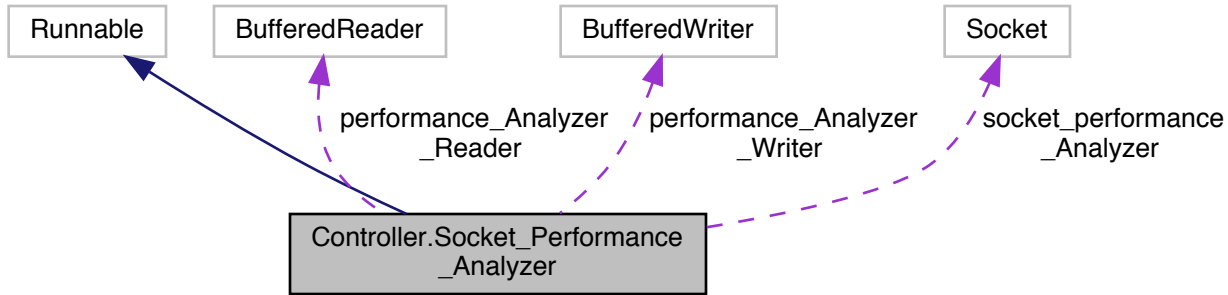 Runnable
BufferedReader
BufferedWriter
Socket
performance_Analyzer
_Reader
performance_Analyzer
_Writer
socket_performance
_Analyzer
Controller.Socket_Performance
_Analyzer